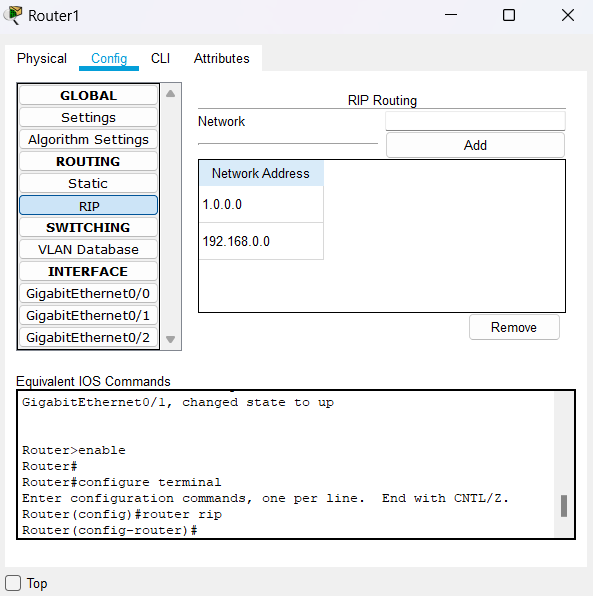 Router1
Physical Config CLI Attributes
GLOBAL
Settings
Algorithm Settings
ROUTING
Static
RIP
SWITCHING
VLAN Database
INTERFACE
GigabitEthernet0/0
GigabitEthernet0/1
GigabitEthernet0/2
RIP Routing
Network
Add
Network Address
1.0.0.0
192.168.0.0
Remove
Equivalent IOS Commands
GigabitEthernet0/1, changed state to up
Router>enable
Router#
Router#configure terminal
Enter configuration commands, one per line.  End with CNTL/Z.
Router(config)#router rip
Router(config-router)#
Top